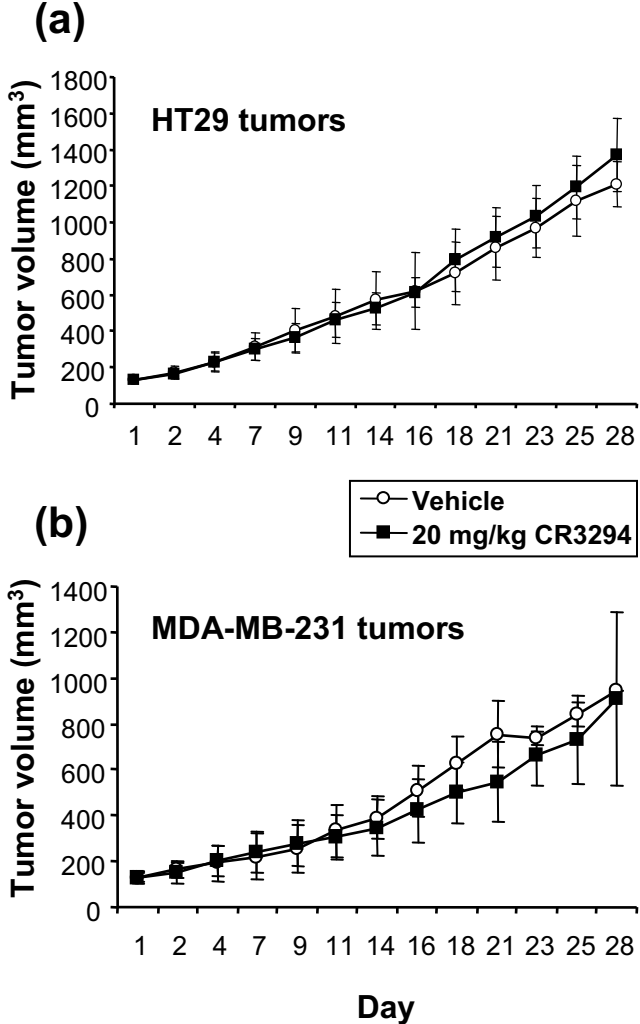 (a)
Tumor volume (mm³)
1800
1600
1400
1200
1000
800
600
400
200
0
HT29 tumors
1 2 4 7 9 11 14 16 18 21 23 25 28
Vehicle
20 mg/kg CR3294
(b)
Tumor volume (mm³)
1400
1200
1000
800
600
400
200
0
MDA-MB-231 tumors
1 2 4 7 9 11 14 16 18 21 23 25 28
Day